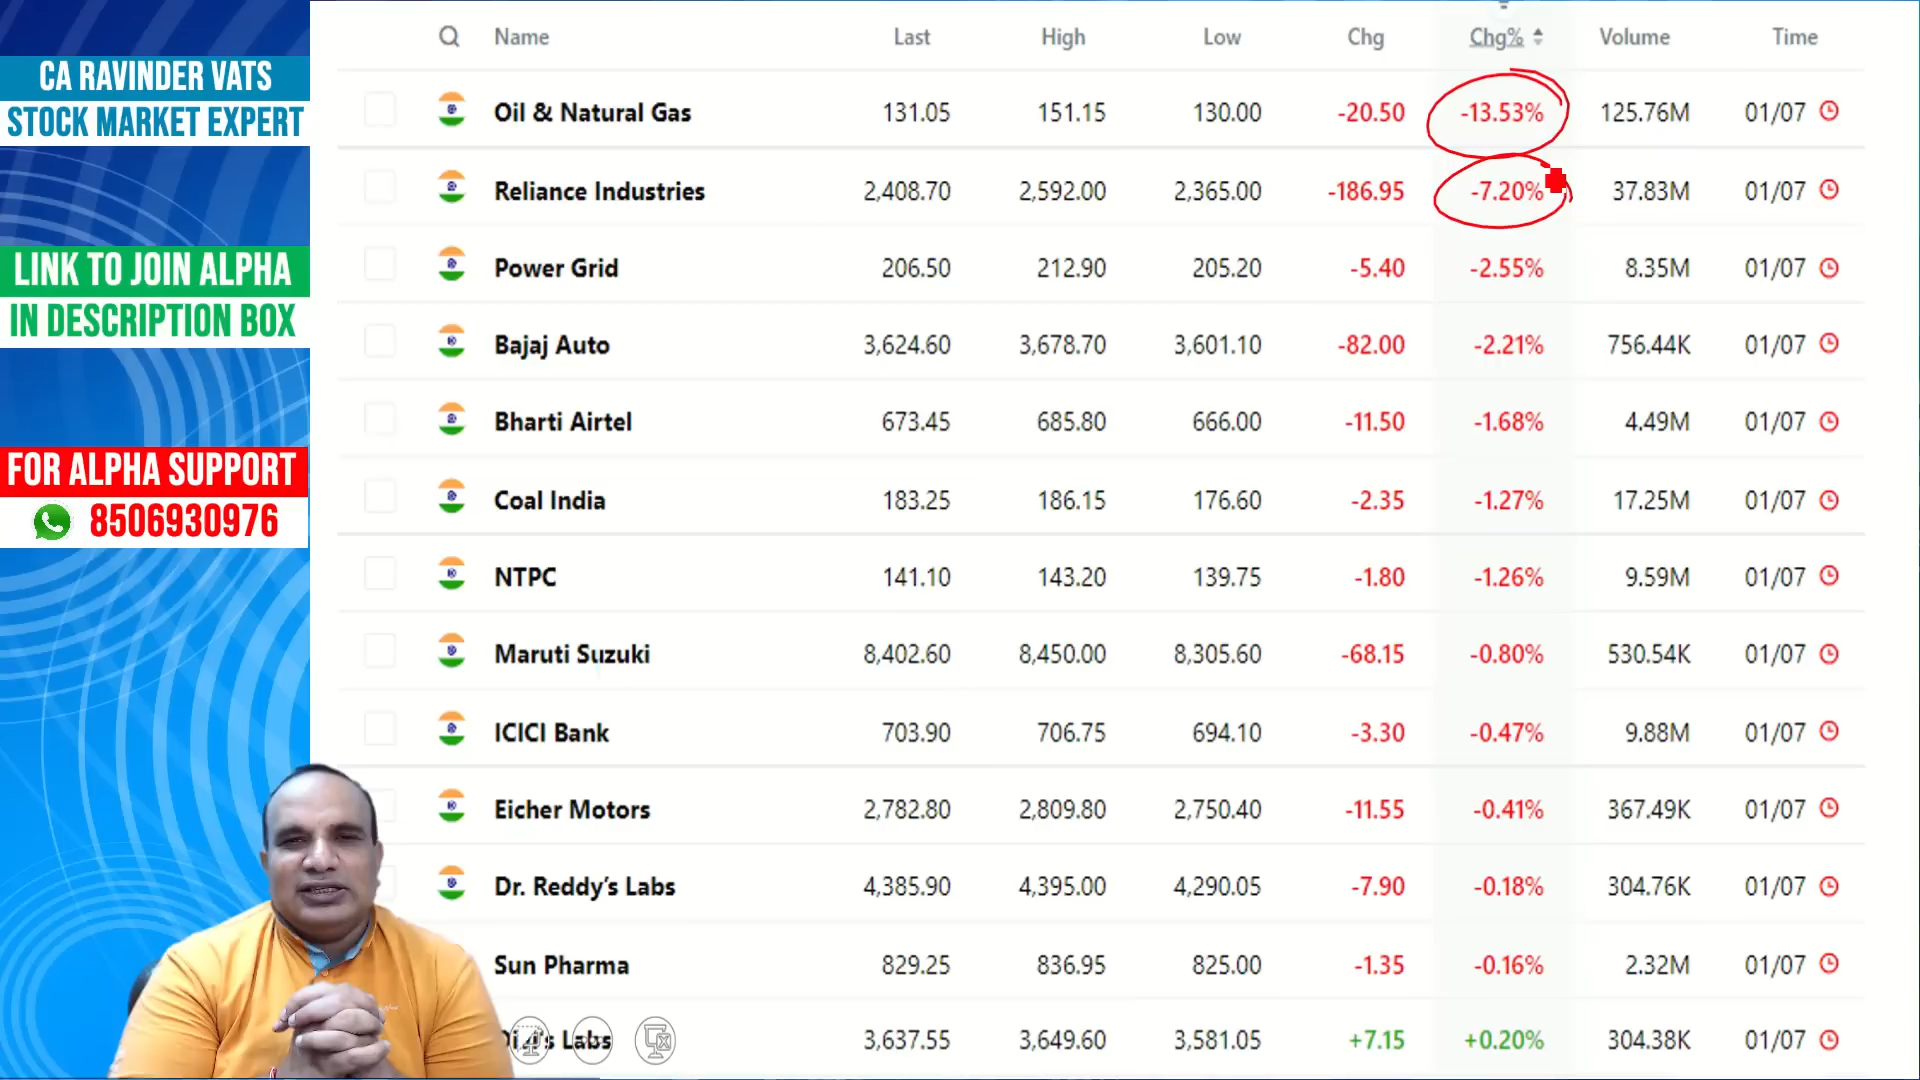 CA RAVINDER VATS
STOCK MARKET EXPERT
LINK TO JOIN ALPHA
IN DESCRIPTION BOX
FOR ALPHA SUPPORT
8506930976
Name Last High Low Chg Chg% Volume Time
Oil & Natural Gas 131.05 151.15 130.00 -20.50 -13.53% 125.76M 01/07
Reliance Industries 2,408.70 2,592.00 2,365.00 -186.95 -7.20% 37.83M 01/07
Power Grid 206.50 212.90 205.20 -5.40 -2.55% 8.35M 01/07
Bajaj Auto 3,624.60 3,678.70 3,601.10 -82.00 -2.21% 756.44K 01/07
Bharti Airtel 673.45 685.80 666.00 -11.50 -1.68% 4.49M 01/07
Coal India 183.25 186.15 176.60 -2.35 -1.27% 17.25M 01/07
NTPC 141.10 143.20 139.75 -1.80 -1.26% 9.59M 01/07
Maruti Suzuki 8,402.60 8,450.00 8,305.60 -68.15 -0.80% 530.54K 01/07
ICICI Bank 703.90 706.75 694.10 -3.30 -0.47% 9.88M 01/07
Eicher Motors 2,782.80 2,809.80 2,750.40 -11.55 -0.41% 367.49K 01/07
Dr. Reddy's Labs 4,385.90 4,395.00 4,290.05 -7.90 -0.18% 304.76K 01/07
Sun Pharma 829.25 836.95 825.00 -1.35 -0.16% 2.32M 01/07
Labs 3,637.55 3,649.60 3,581.05 +7.15 +0.20% 304.38K 01/07